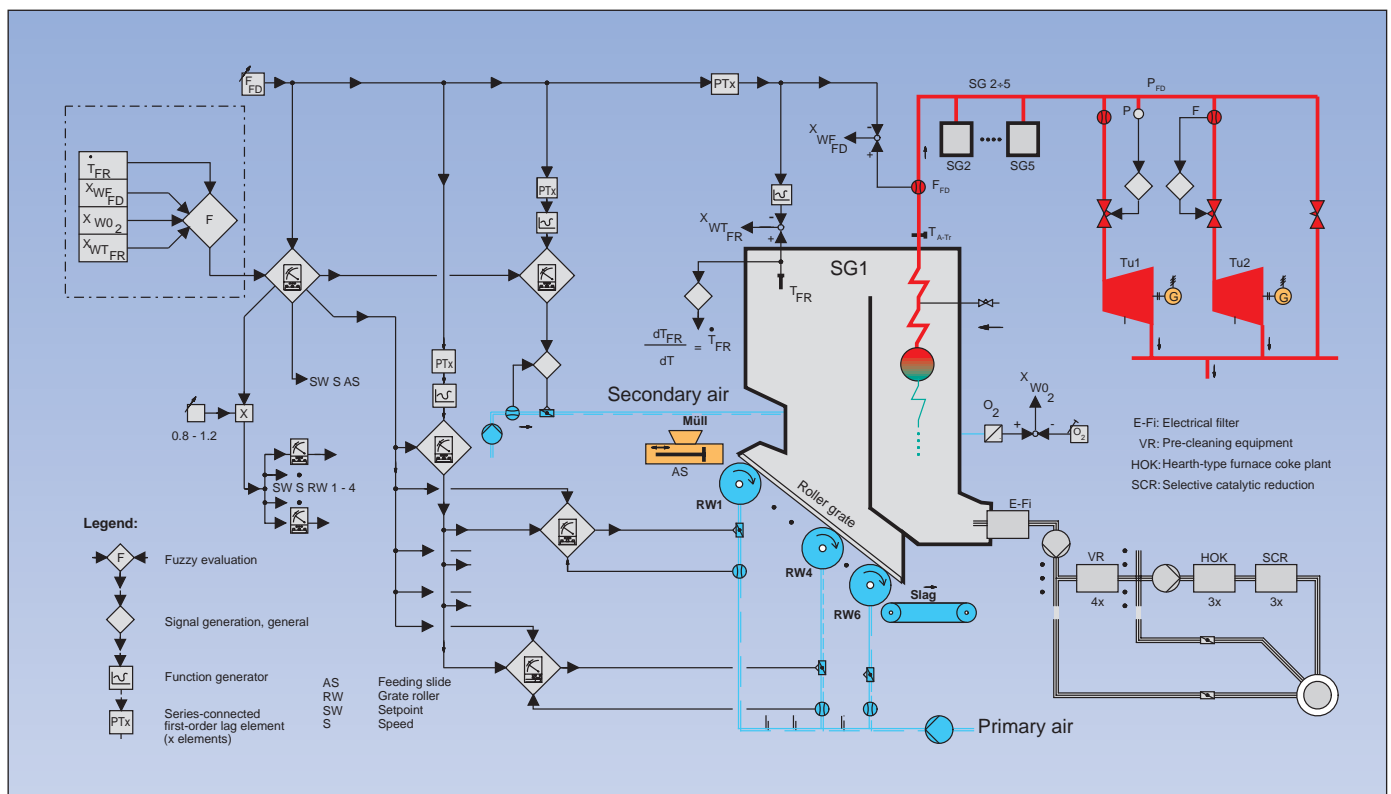 F
FD
PTx
SG 2÷5
P
FD
Ṫ
FR
X
WF
FD
X
W0
2
X
WT
FR
F
X
WF
FD
-
+
SG2
SG5
P
F
F
FD
PTx
X
WT
FR
-
+
T
A-Tr
SG1
T
FR
Tu1
Tu2
G
G
dT
FR
dT
= Ṫ
FR
PTx
SW S AS
X
0.8 - 1.2
SW S RW 1 - 4
Secondary air
Müll
AS
RW1
Roller grate
RW4
RW6
Slag
Primary air
X
W0
2
O
2
+
-
O
2
E-Fi: Electrical filter
VR: Pre-cleaning equipment
HOK: Hearth-type furnace coke plant
SCR: Selective catalytic reduction
E-Fi
VR
4x
HOK
3x
SCR
3x
Legend:
F
Fuzzy evaluation
Signal generation, general
Function generator
PTx
Series-connected
first-order lag element
(x elements)
AS Feeding slide
RW Grate roller
SW Setpoint
S Speed